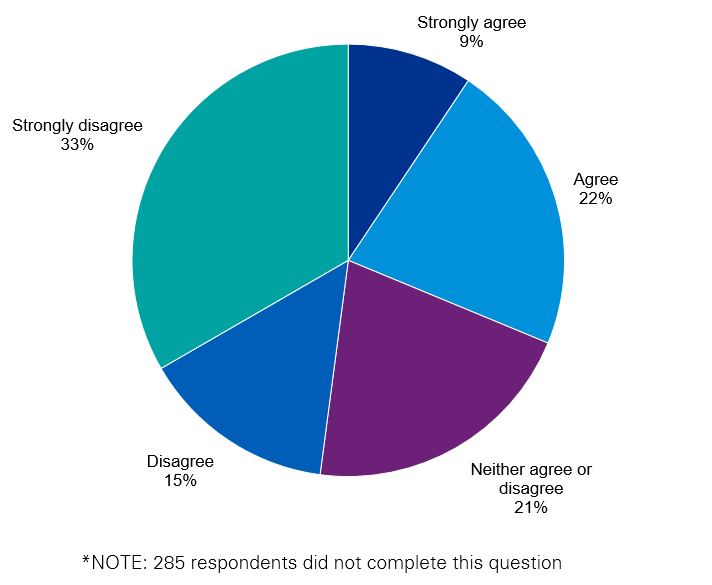 Strongly agree
9%
Agree
22%
Neither agree or
disagree
21%
Disagree
15%
Strongly disagree
33%
*NOTE: 285 respondents did not complete this question